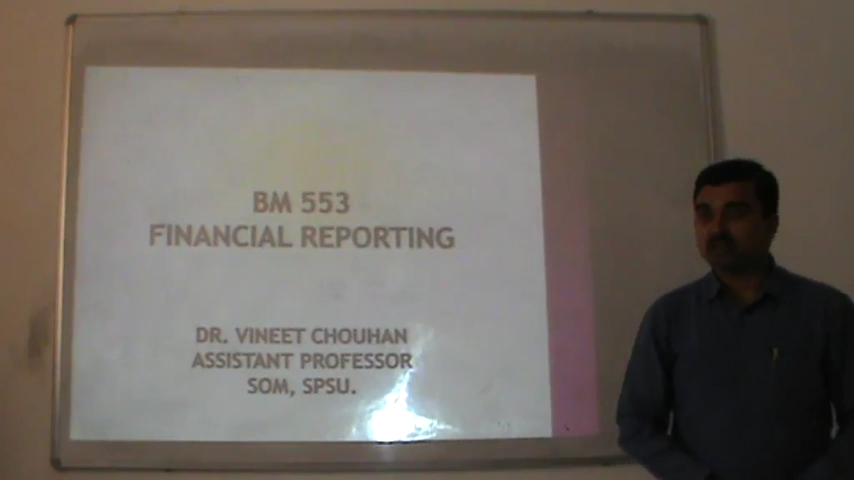 BM 553
FINANCIAL REPORTING
DR. VINEET CHOUHAN
ASSISTANT PROFESSOR
SOM, SPSU.